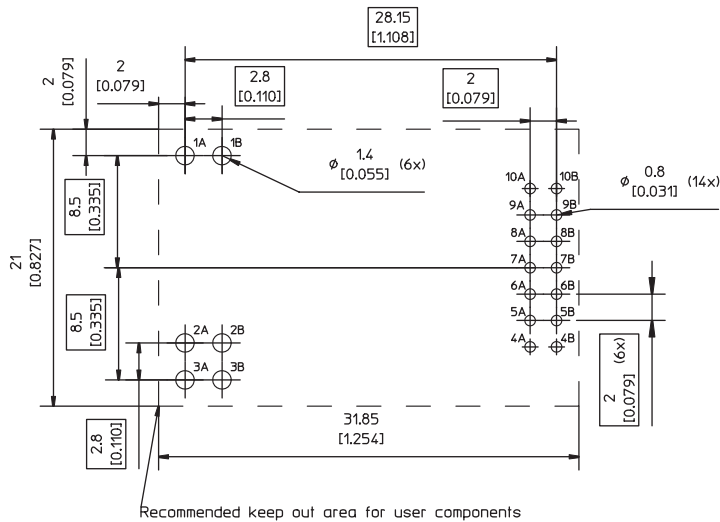 28.15
[1.108]
2
[0.079]
2
[0.079]
2.8
[0.110]
2
[0.079]
1A
1B
ø 1.4 (6x)
[0.055]
10A
10B
ø 0.8 (14x)
[0.031]
9A
9B
8.5
[0.335]
8A
8B
21
[0.827]
7A
7B
6A
6B
8.5
[0.335]
5A
5B
2A
2B
4A
4B
3A
3B
2 (6x)
[0.079]
2.8
[0.110]
31.85
[1.254]
Recommended keep out area for user components